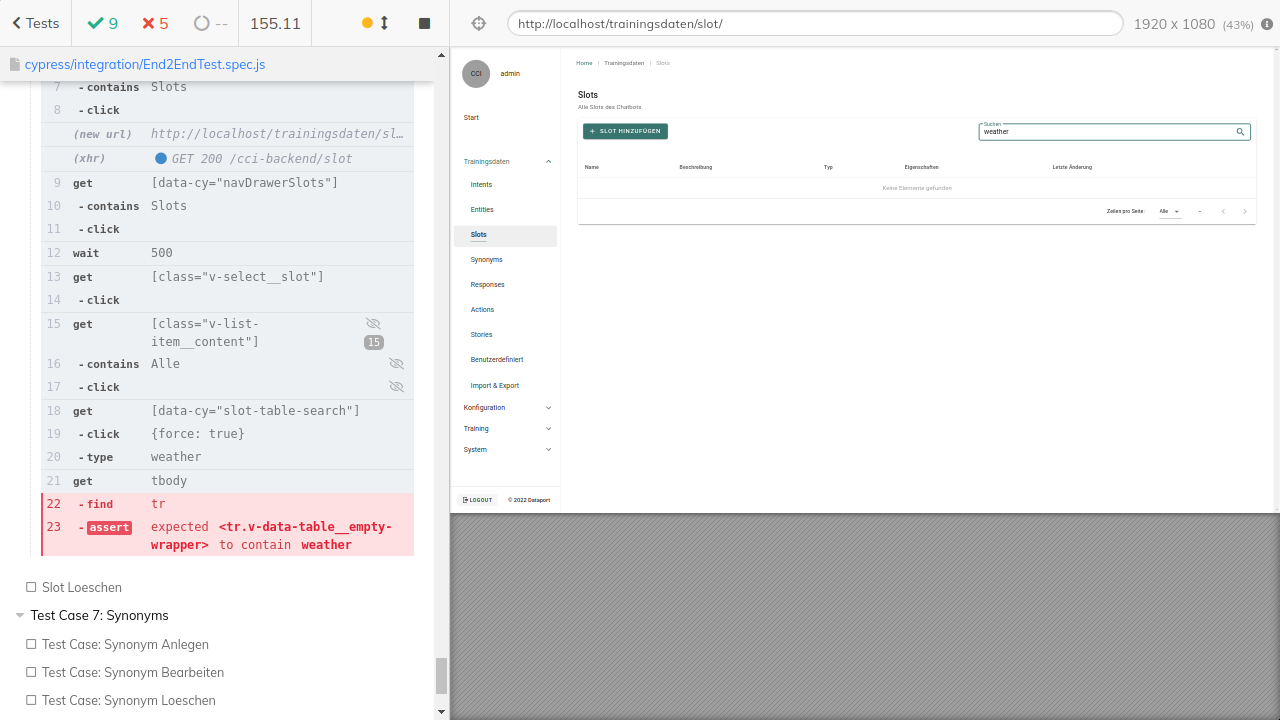 Tests
9
5
--
155.11
http://localhost/trainingsdaten/slot/
1920 x 1080 (43%)
cypress/integration/End2EndTest.spec.js
7 - contains Slots
8 - click
(new url) http://localhost/trainingsdaten/sl…
(xhr) GET 200 /cci-backend/slot
9 get [data-cy="navDrawerSlots"]
10 - contains Slots
11 - click
12 wait 500
13 get [class="v-select__slot"]
14 - click
15 get [class="v-list-
item__content"] 15
16 - contains Alle
17 - click
18 get [data-cy="slot-table-search"]
19 - click {force: true}
20 - type weather
21 get tbody
22 - find tr
23 - assert expected <tr.v-data-table__empty-
wrapper> to contain weather
Slot Loeschen
Test Case 7: Synonyms
Test Case: Synonym Anlegen
Test Case: Synonym Bearbeiten
Test Case: Synonym Loeschen
CCI admin
Start
Trainingsdaten
Intents
Entities
Slots
Synonyms
Responses
Actions
Stories
Benutzerdefiniert
Import & Export
Konfiguration
Training
System
LOGOUT © 2022 Dataport
Home | Trainingsdaten | Slots
Slots
Alle Slots des Chatbots
+ SLOT HINZUFÜGEN
Suchen
weather
Name Beschreibung Typ Eigenschaften Letzte Änderung
Keine Elemente gefunden
Zeilen pro Seite: Alle –